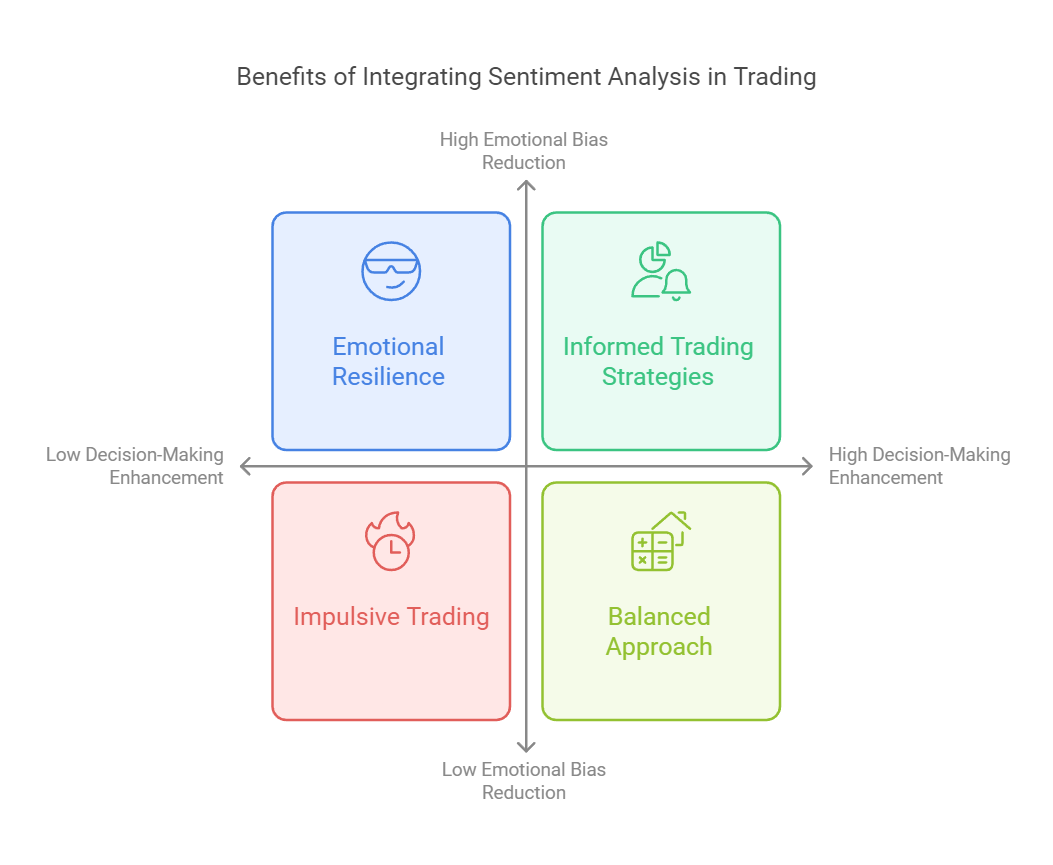 Benefits of Integrating Sentiment Analysis in Trading
High Emotional Bias
Reduction
Emotional
Resilience
Informed Trading
Strategies
Low Decision-Making
Enhancement
High Decision-Making
Enhancement
Impulsive Trading
Balanced
Approach
Low Emotional Bias
Reduction